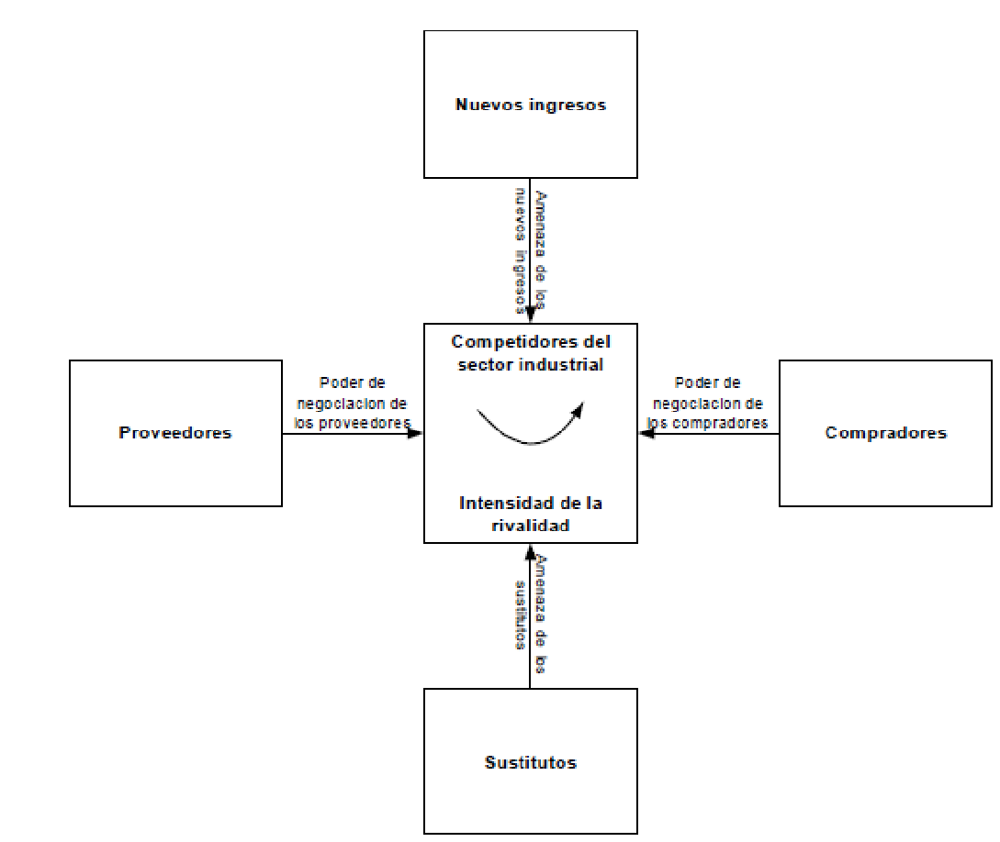 Nuevos ingresos
Amenaza de los
nuevos ingresos
Competidores del
sector industrial
Poder de
negociacion de
los proveedores
Poder de
negociacion de
los compradores
Proveedores
Compradores
Intensidad de la
rivalidad
Amenaza de los
sustitutos
Sustitutos